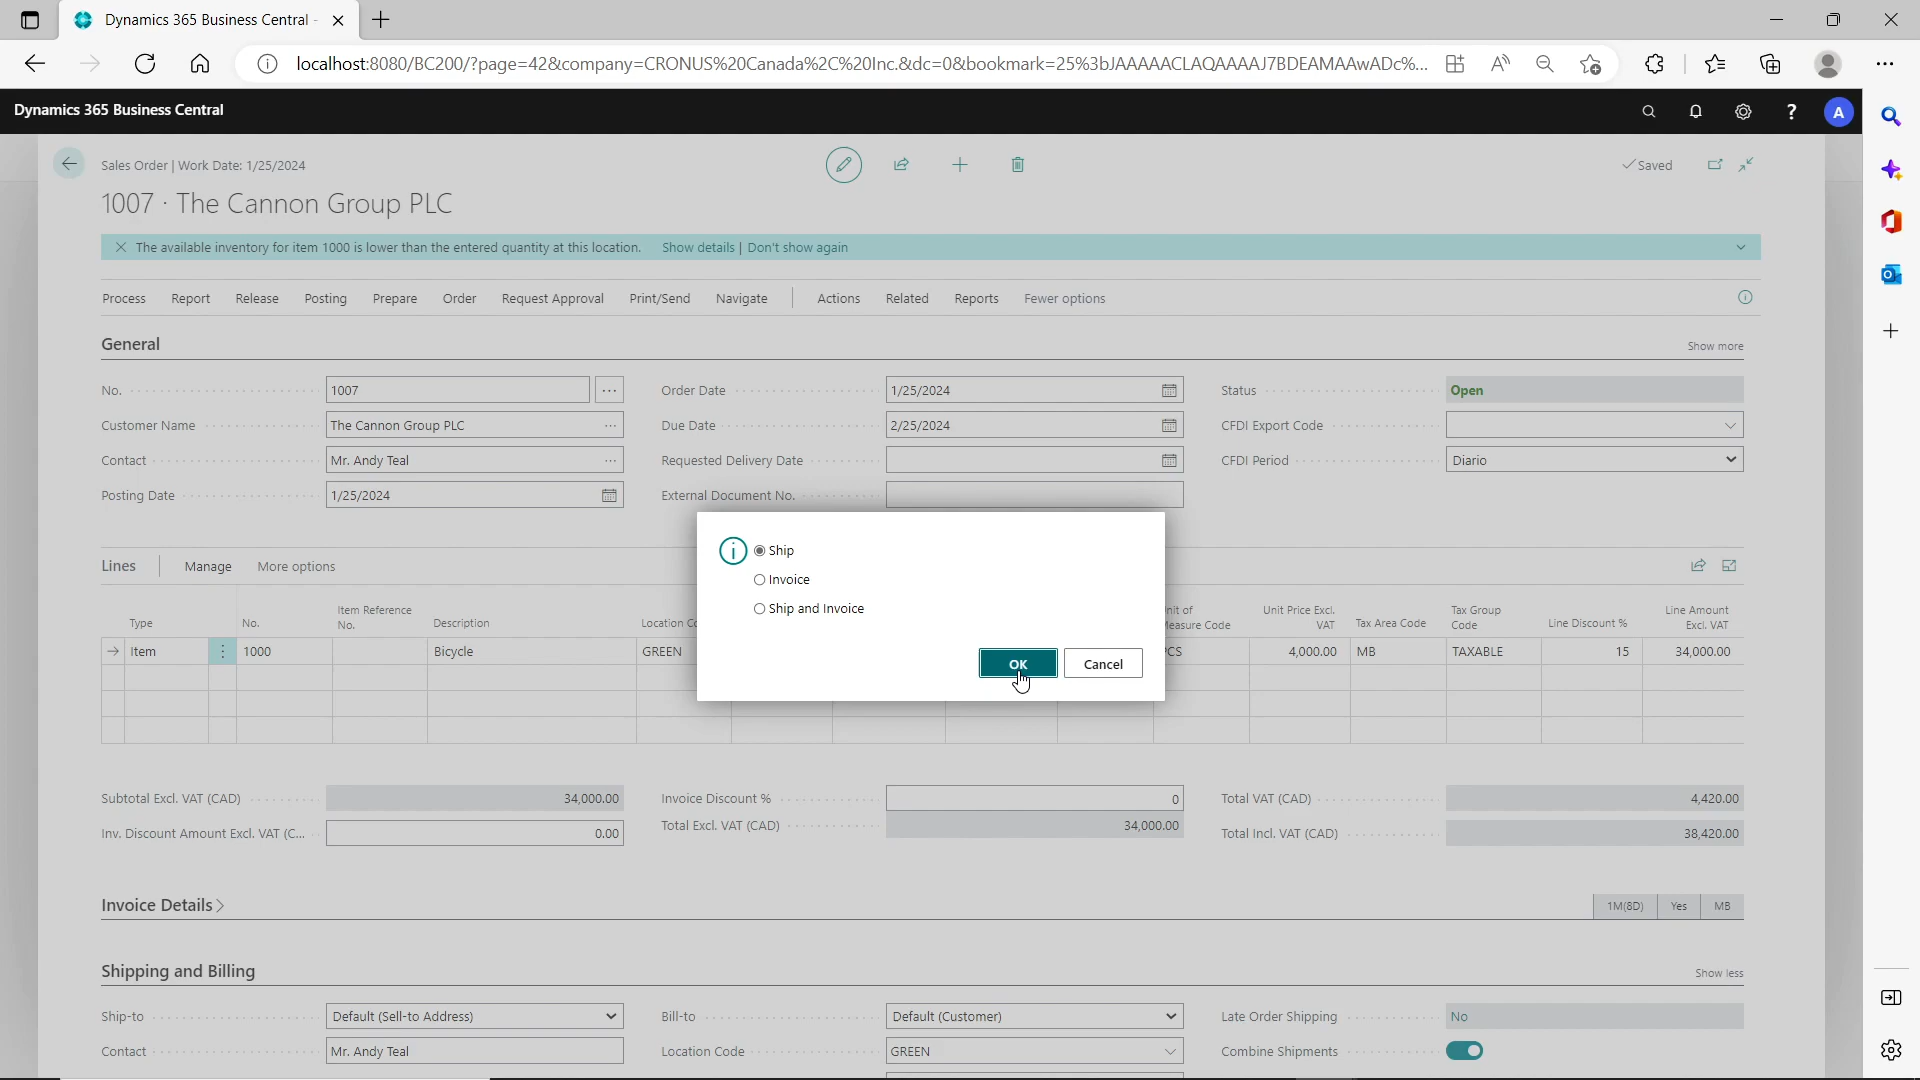 Dynamics 365 Business Central -
localhost:8080/BC200/?page=42&company=CRONUS%20Canada%2C%20Inc.&dc=0&bookmark=25%3bJAAAAACLAQAAAAJ7BDEAMAAwADc%...
Dynamics 365 Business Central
A
Sales Order | Work Date: 1/25/2024
Saved
1007 · The Cannon Group PLC
The available inventory for item 1000 is lower than the entered quantity at this location. Show details | Don't show again
Process Report Release Posting Prepare Order Request Approval Print/Send Navigate Actions Related Reports Fewer options
General Show more
No. 1007 Order Date 1/25/2024 Status Open
Customer Name The Cannon Group PLC Due Date 2/25/2024 CFDI Export Code
Contact Mr. Andy Teal Requested Delivery Date CFDI Period Diario
Posting Date 1/25/2024 External Document No.
Ship
Invoice
Ship and Invoice
OK Cancel
Lines Manage More options
Type No. Item Reference No. Description Location Unit Price Excl. VAT Tax Area Code Tax Group Code Line Discount % Line Amount Excl. VAT
Item 1000 Bicycle GREEN 4,000.00 MB TAXABLE 15 34,000.00
Subtotal Excl. VAT (CAD) 34,000.00 Invoice Discount % 0 Total VAT (CAD) 4,420.00
Inv. Discount Amount Excl. VAT (C... 0.00 Total Excl. VAT (CAD) 34,000.00 Total Incl. VAT (CAD) 38,420.00
Invoice Details 1M(8D) Yes MB
Shipping and Billing Show less
Ship-to Default (Sell-to Address) Bill-to Default (Customer) Late Order Shipping No
Contact Mr. Andy Teal Location Code GREEN Combine Shipments